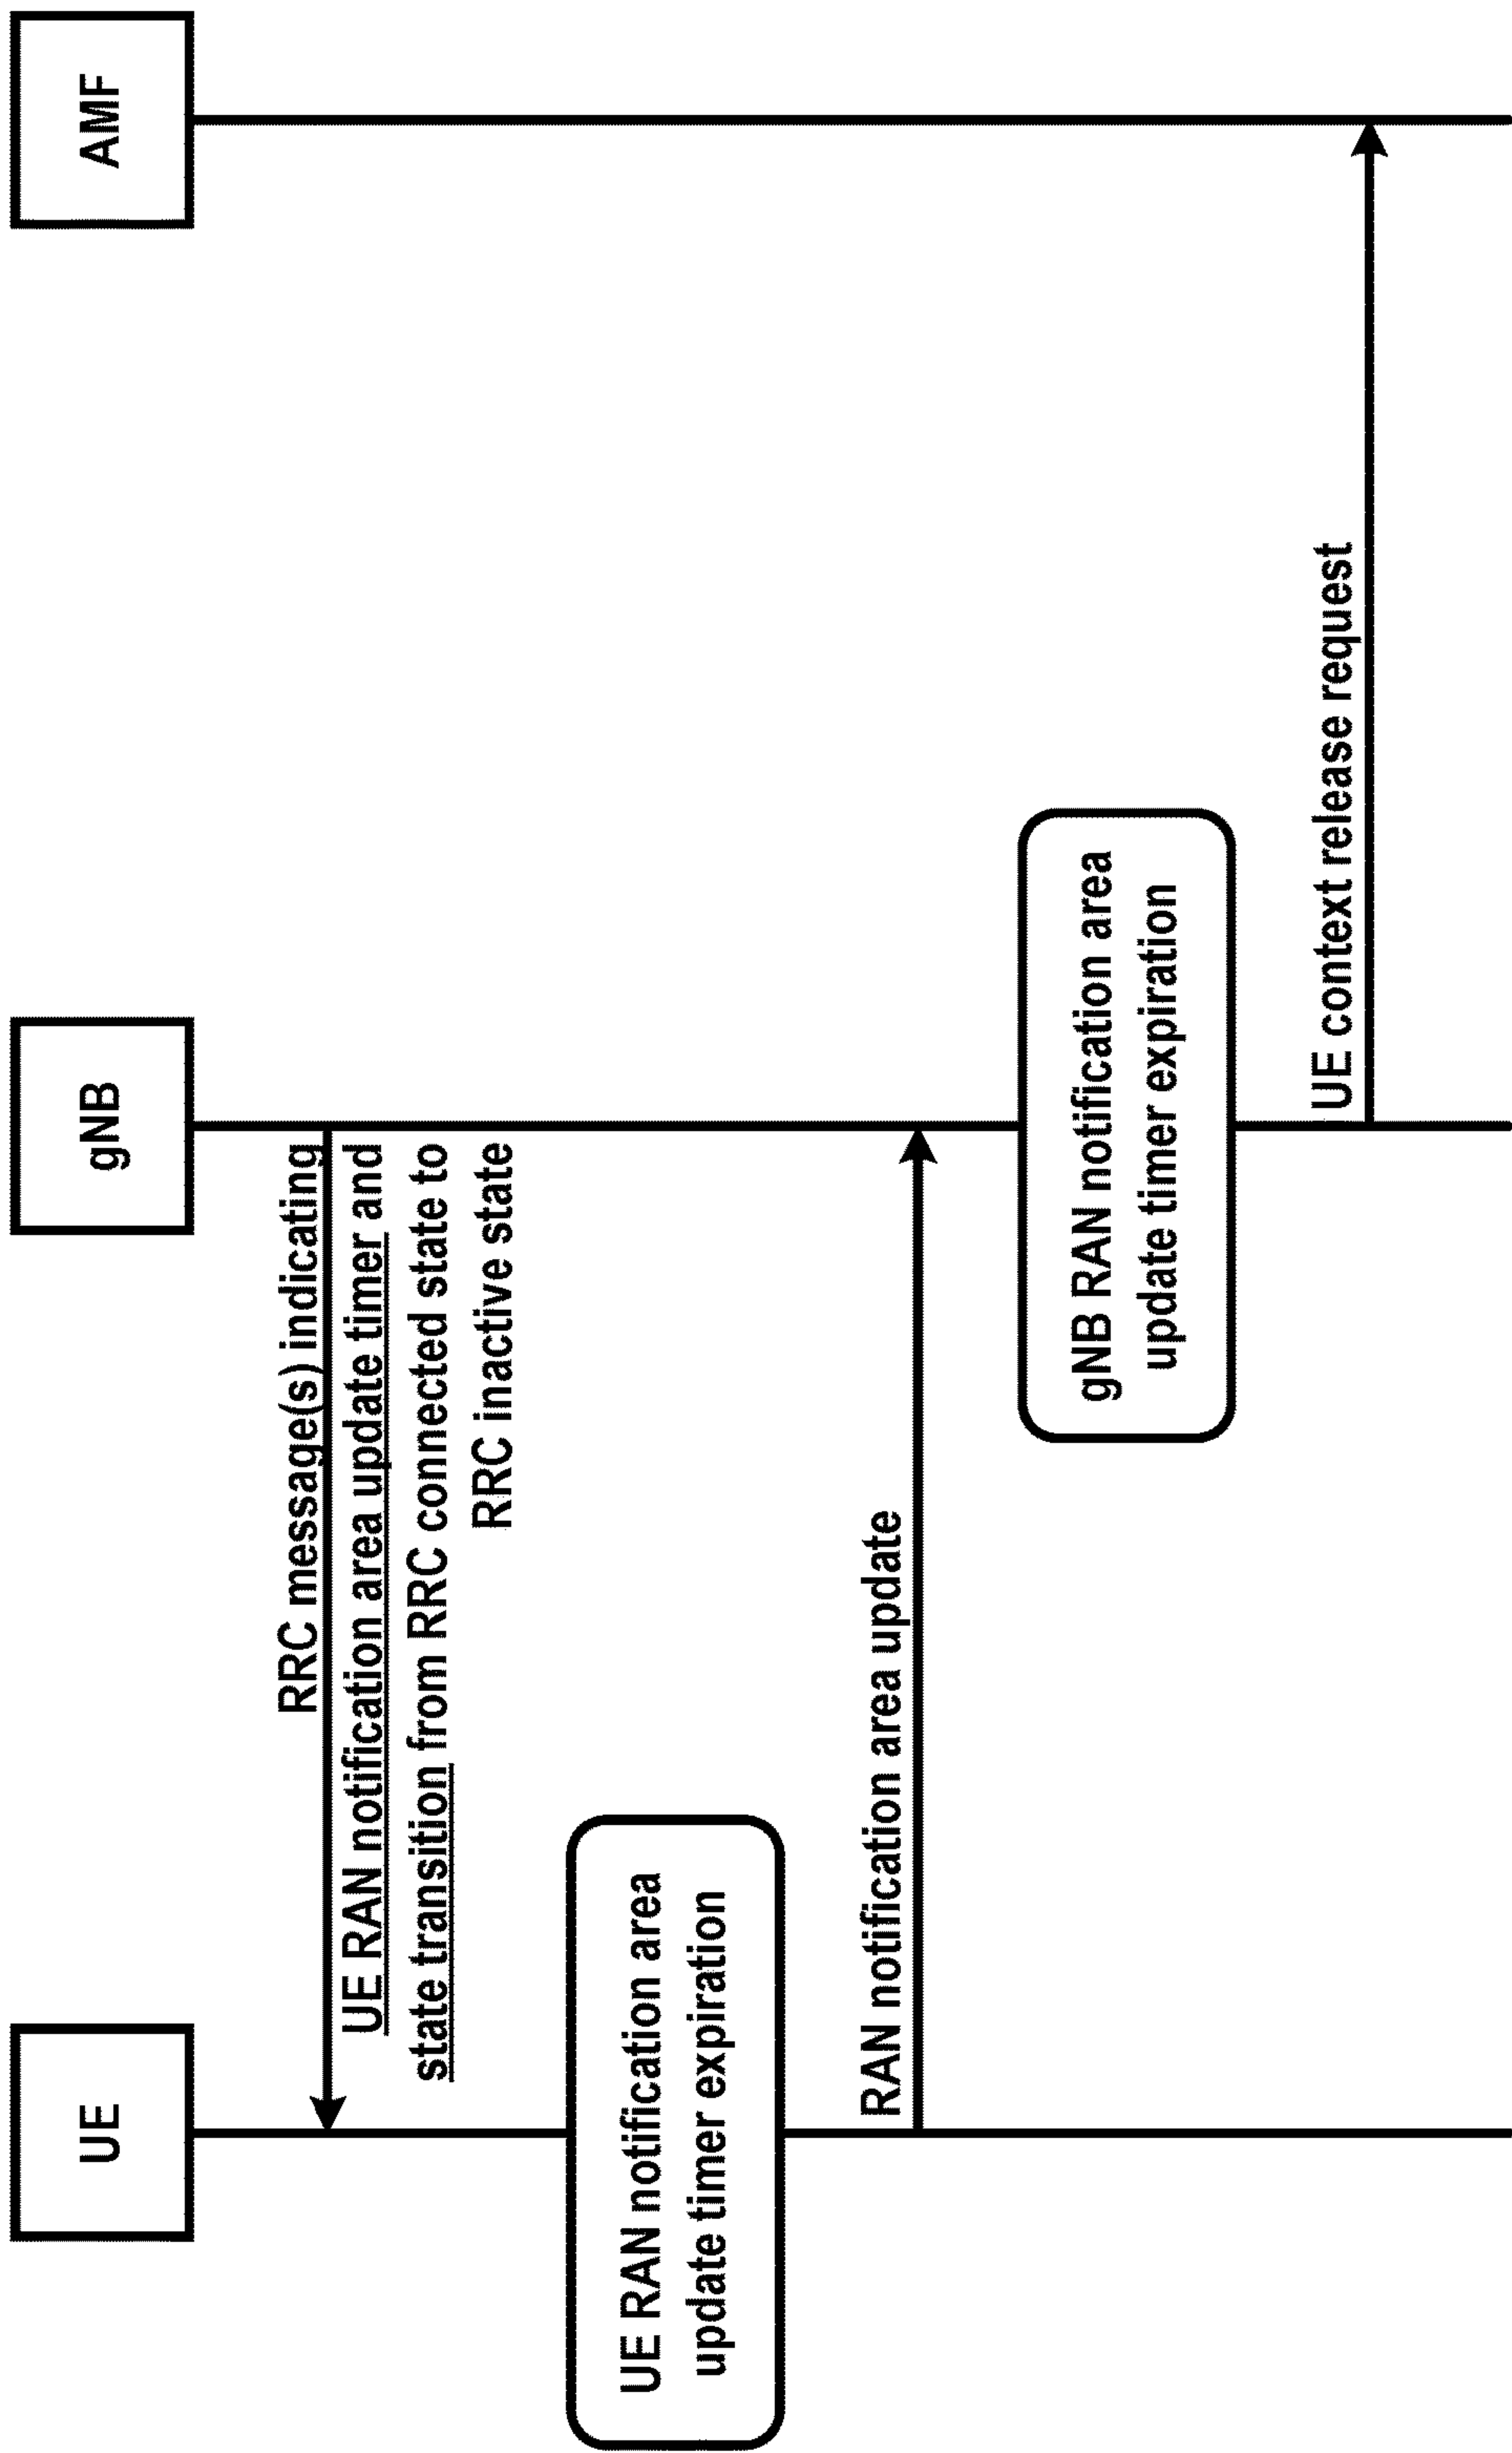 UE
gNB
AMF
RRC message(s) indicating
UE RAN notification area update timer and
state transition from RRC connected state to
RRC inactive state
UE RAN notification area
update timer expiration
RAN notification area update
gNB RAN notification area
update timer expiration
UE context release request